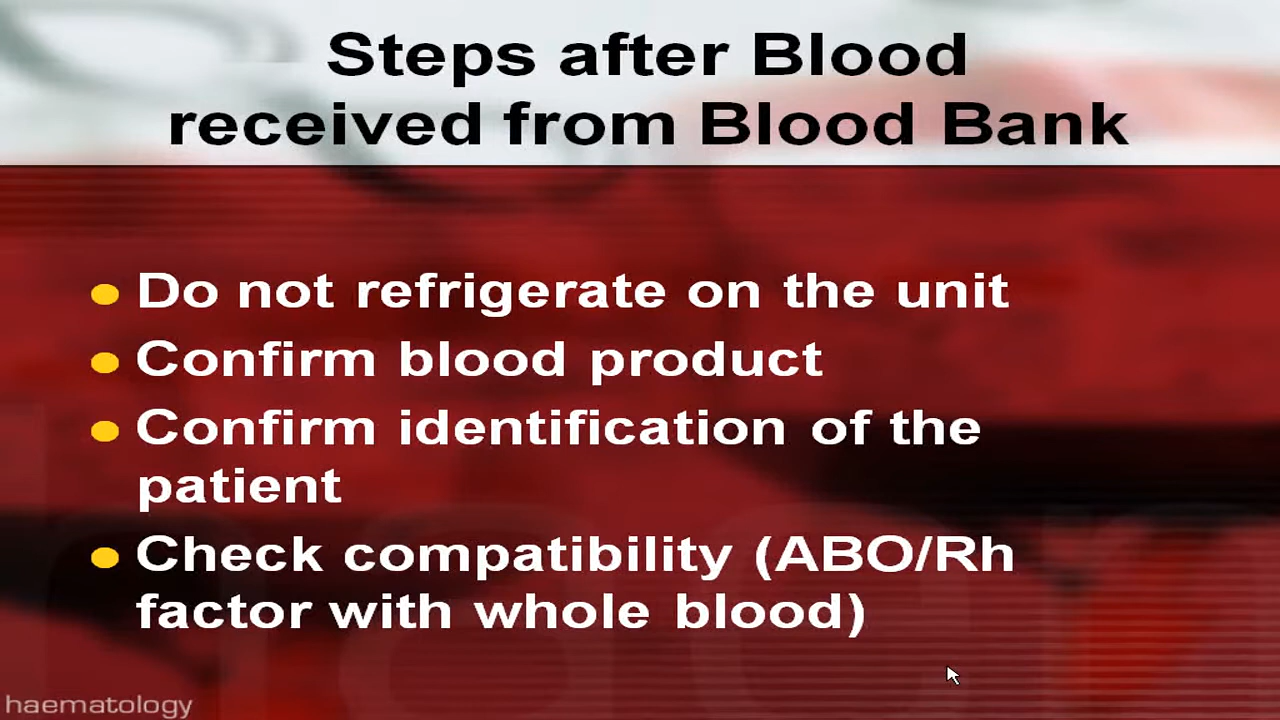 Steps after Blood
received from Blood Bank
Do not refrigerate on the unit
Confirm blood product
Confirm identification of the
patient
Check compatibility (ABO/Rh
factor with whole blood)
haematology